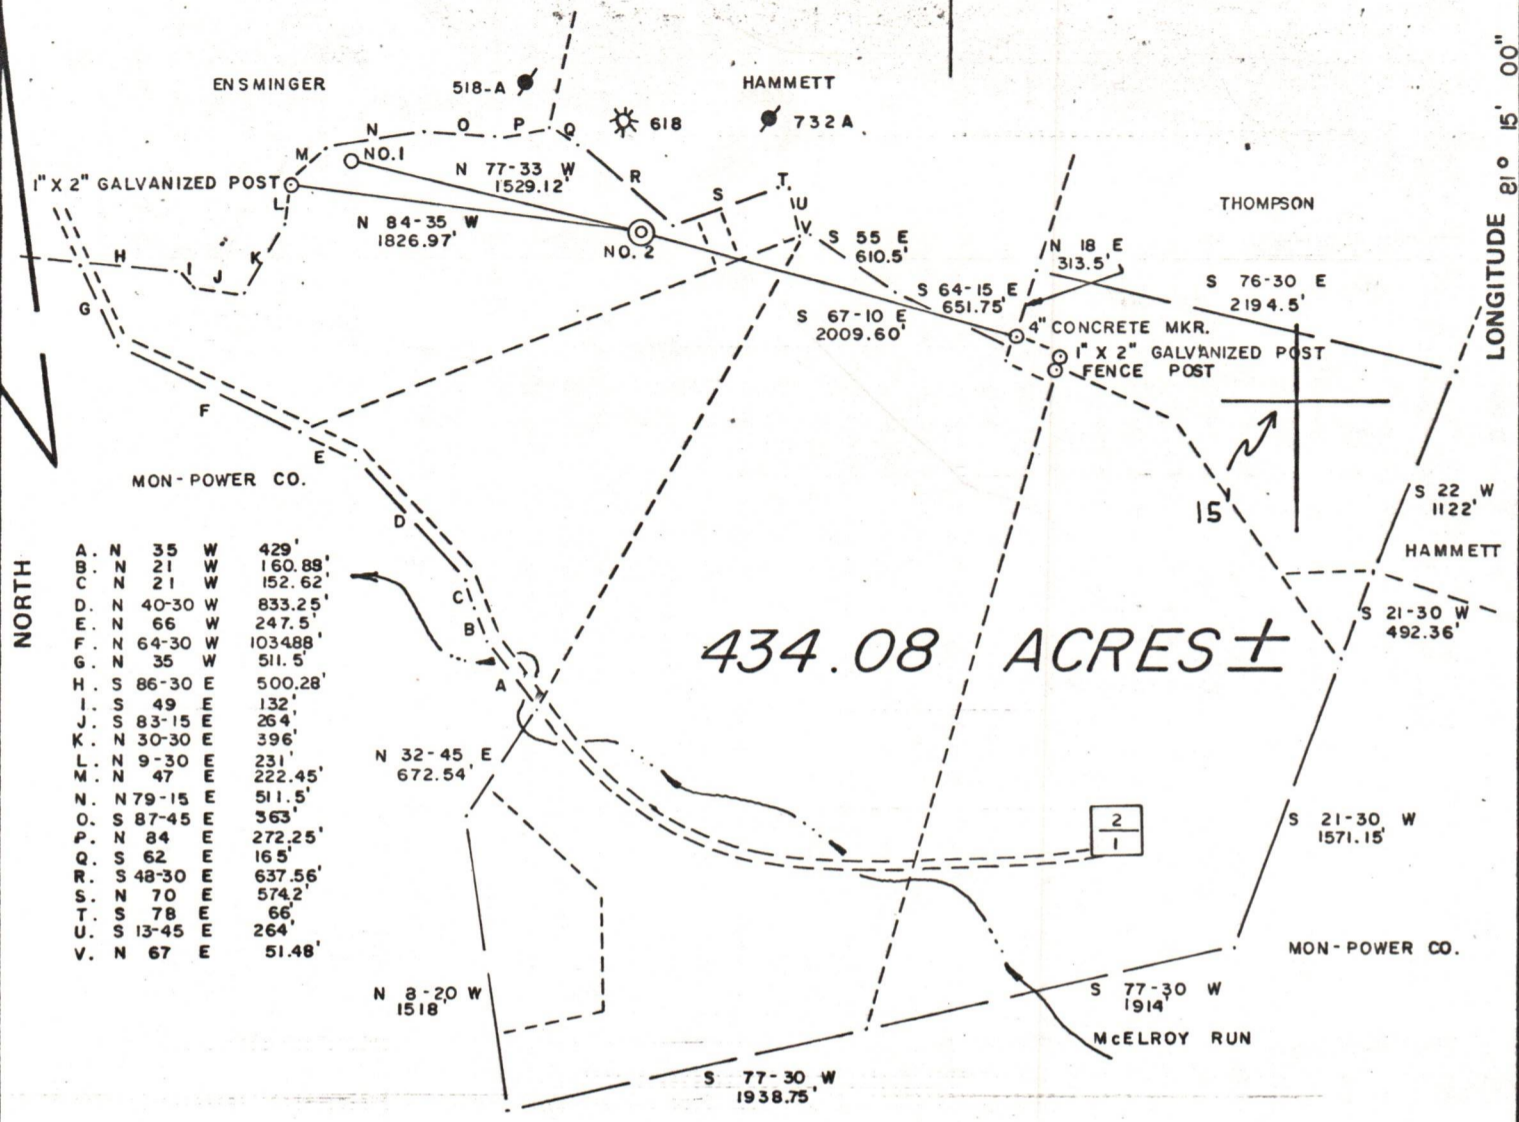 ENSMINGER
518-A
HAMMETT
618
732A
LONGITUDE 81° 15' 00"
N
O
P
Q
M
NO. 1
N 77-33 W
1529.12'
R
S
T.
U
V
1" X 2" GALVANIZED POST
L
N 84-35 W
1826.97'
NO. 2
THOMPSON
S 55 E
610.5'
N 18 E
313.5'
H
I
J
K
G
S 64-15 E
651.75'
S 76-30 E
2194.5'
S 67-10 E
2009.60'
4" CONCRETE MKR.
1" X 2" GALVANIZED POST
FENCE POST
F
E
MON-POWER CO.
D
15'
S 22 W
1122'
HAMMETT
NORTH
A. N 35 W 429'
B. N 21 W 160.88'
C N 21 W 152.62'
D. N 40-30 W 833.25'
E. N 66 W 247.5'
F. N 64-30 W 1034.88'
G. N 35 W 511.5'
H. S 86-30 E 500.28'
I. S 49 E 132'
J. S 83-15 E 264'
K. N 30-30 E 396'
L. N 9-30 E 231'
M. N 47 E 222.45'
N. N 79-15 E 511.5'
O. S 87-45 E 363'
P. N 84 E 272.25'
Q. S 62 E 165'
R. S 48-30 E 637.56'
S. N 70 E 574.2'
T. S 78 E 66'
U. S 13-45 E 264'
V. N 67 E 51.48'
C
B
A
434.08 ACRES±
S 21-30 W
492.36'
N 32-45 E
672.54'
2
1
S 21-30 W
1571.15'
MON-POWER CO.
N 8-20 W
1518'
S 77-30 W
1914'
McELROY RUN
S 77-30 W
1938.75'